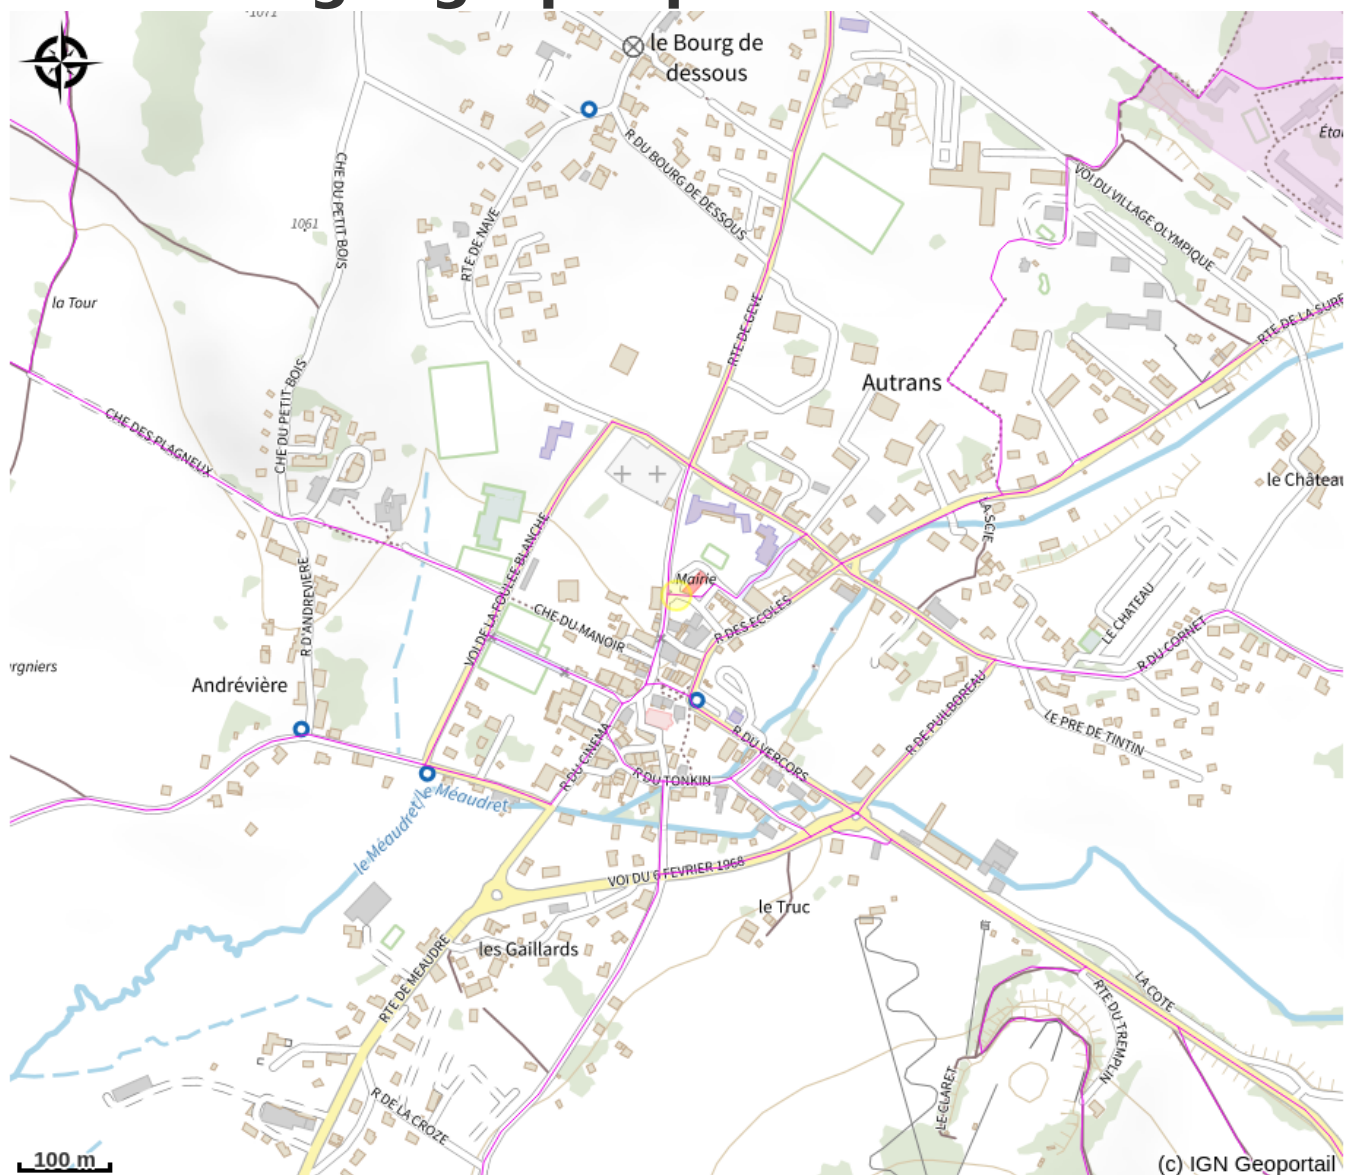 1071
le Bourg de
dessous
Éta
R DU BOURG DE DESSOUS
CHE DU PETIT BOIS
VOI DU VILLAGE OLYMPIQUE
1061
RTE DE NAVE
la Tour
RTE DE GEVE
RTE DE LA SURE
Autrans
CHE DU PETIT BOIS
CHE DES PLAGNEUX
le Château
LA SCIE
VOI DE LA FOULEE BLANCHE
Mairie
R D'ANDREVIERE
CHE DU MANOIR
R DES ECOLES
LE CHATEAU
R DU CORNET
rgniers
Andrévière
R DE PUILBOREAU
LE PRE DE TINTIN
R DU CINEMA
R DU VERCORS
R DU TONKIN
le Méaudret/le Méaudret
VOI DU 6 FEVRIER 1968
le Truc
les Gaillards
RTE DE MEAUDRE
LA COTE
RTE DU TREMPLIN
LE CLARET
R DE LA CROZE
100 m
(c) IGN Geoportail